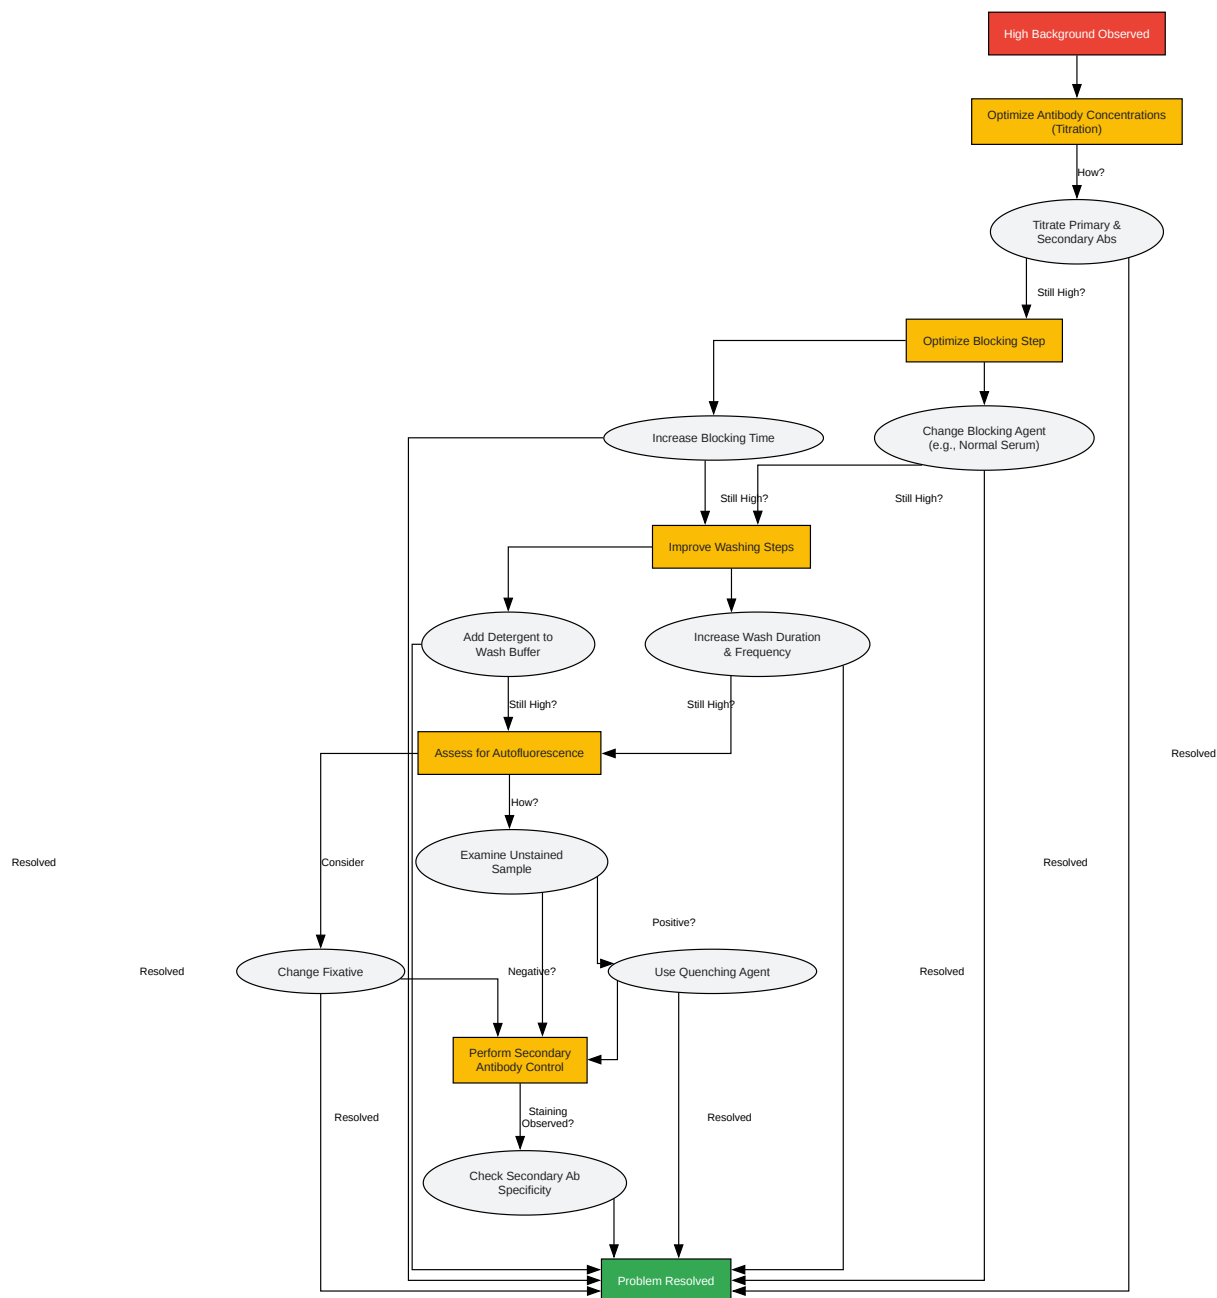 High Background Observed
Optimize Antibody Concentrations
(Titration)
How?
Titrate Primary &
Secondary Abs
Still High?
Optimize Blocking Step
Increase Blocking Time
Change Blocking Agent
(e.g., Normal Serum)
Still High?
Still High?
Improve Washing Steps
Add Detergent to
Wash Buffer
Increase Wash Duration
& Frequency
Still High?
Still High?
Assess for Autofluorescence
Resolved
How?
Examine Unstained
Sample
Resolved
Consider
Resolved
Positive?
Resolved
Change Fixative
Negative?
Use Quenching Agent
Resolved
Perform Secondary
Antibody Control
Resolved
Staining
Observed?
Resolved
Check Secondary Ab
Specificity
Problem Resolved